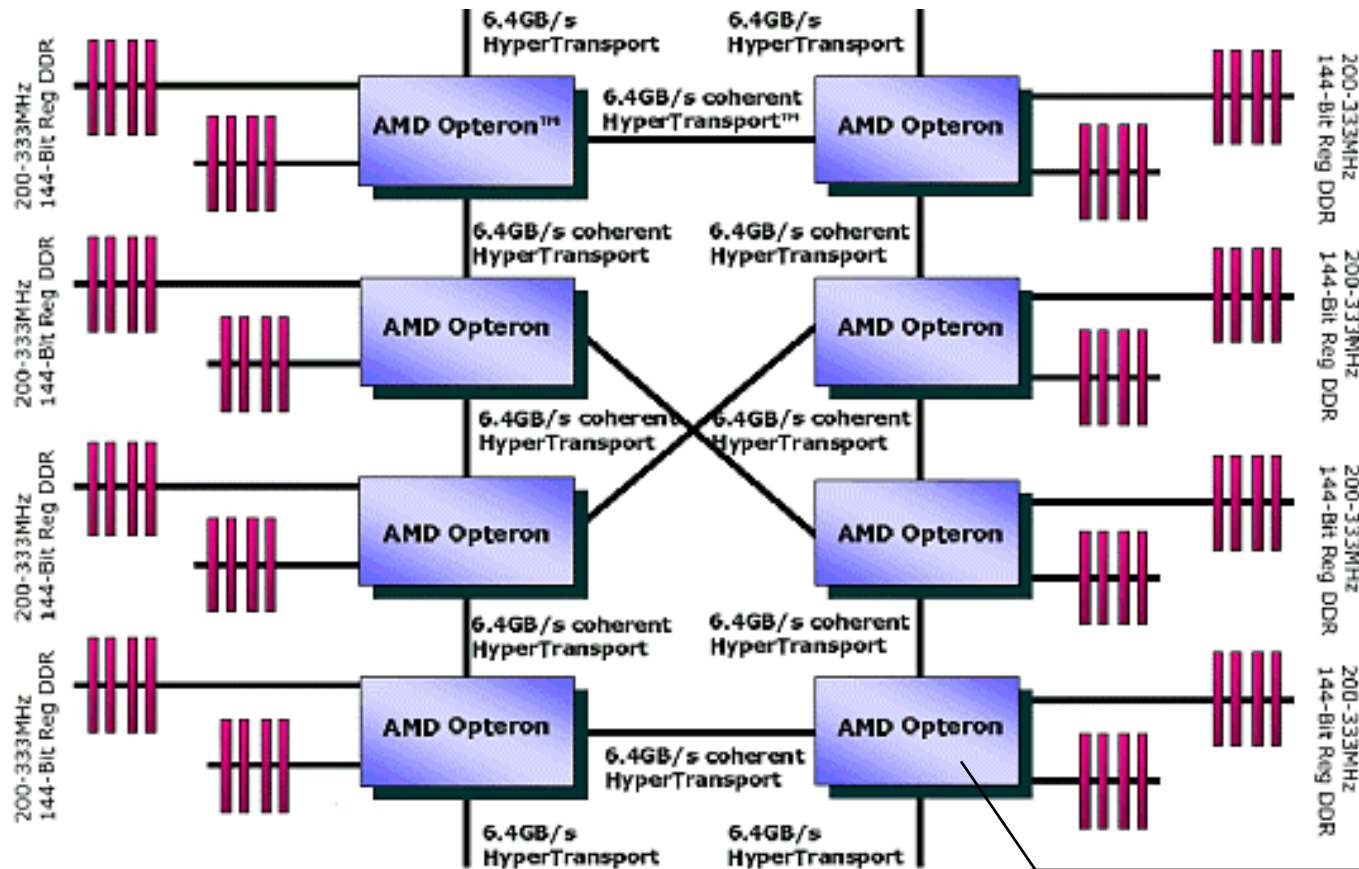 6.4GB/s
HyperTransport
6.4GB/s
HyperTransport
200-333MHz
144-Bit Reg DDR
AMD Opteron™
6.4GB/s coherent
HyperTransport™
AMD Opteron
200-333MHz
144-Bit Reg DDR
6.4GB/s coherent
HyperTransport
6.4GB/s coherent
HyperTransport
200-333MHz
144-Bit Reg DDR
AMD Opteron
AMD Opteron
200-333MHz
144-Bit Reg DDR
6.4GB/s coherent
HyperTransport
6.4GB/s coherent
HyperTransport
200-333MHz
144-Bit Reg DDR
AMD Opteron
AMD Opteron
200-333MHz
144-Bit Reg DDR
6.4GB/s coherent
HyperTransport
6.4GB/s coherent
HyperTransport
200-333MHz
144-Bit Reg DDR
AMD Opteron
6.4GB/s coherent
HyperTransport
AMD Opteron
200-333MHz
144-Bit Reg DDR
6.4GB/s
HyperTransport
6.4GB/s
HyperTransport